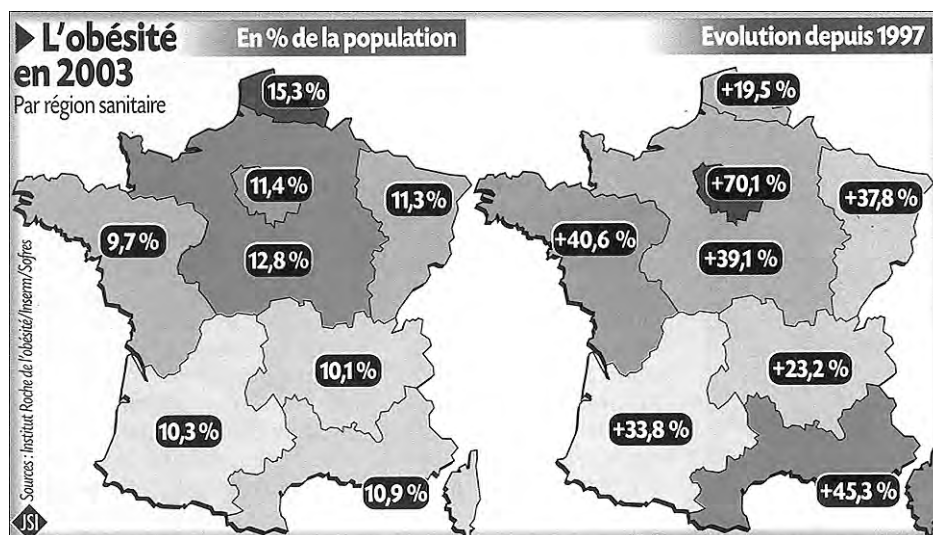 L'obésité
en 2003
Par région sanitaire
En % de la population
15,3 %
11,4 %
11,3 %
9,7 %
12,8 %
10,1 %
10,3 %
10,9 %
Evolution depuis 1997
+19,5 %
+70,1 %
+37,8 %
+40,6 %
+39,1 %
+23,2 %
+33,8 %
+45,3 %
Sources : Institut Roche de l'obésité/Inserm/Sofres
JSI